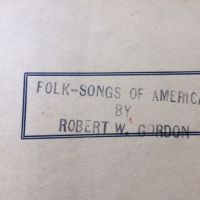 FOLK-SONGS OF AMERICA
BY
ROBERT W. GORDON